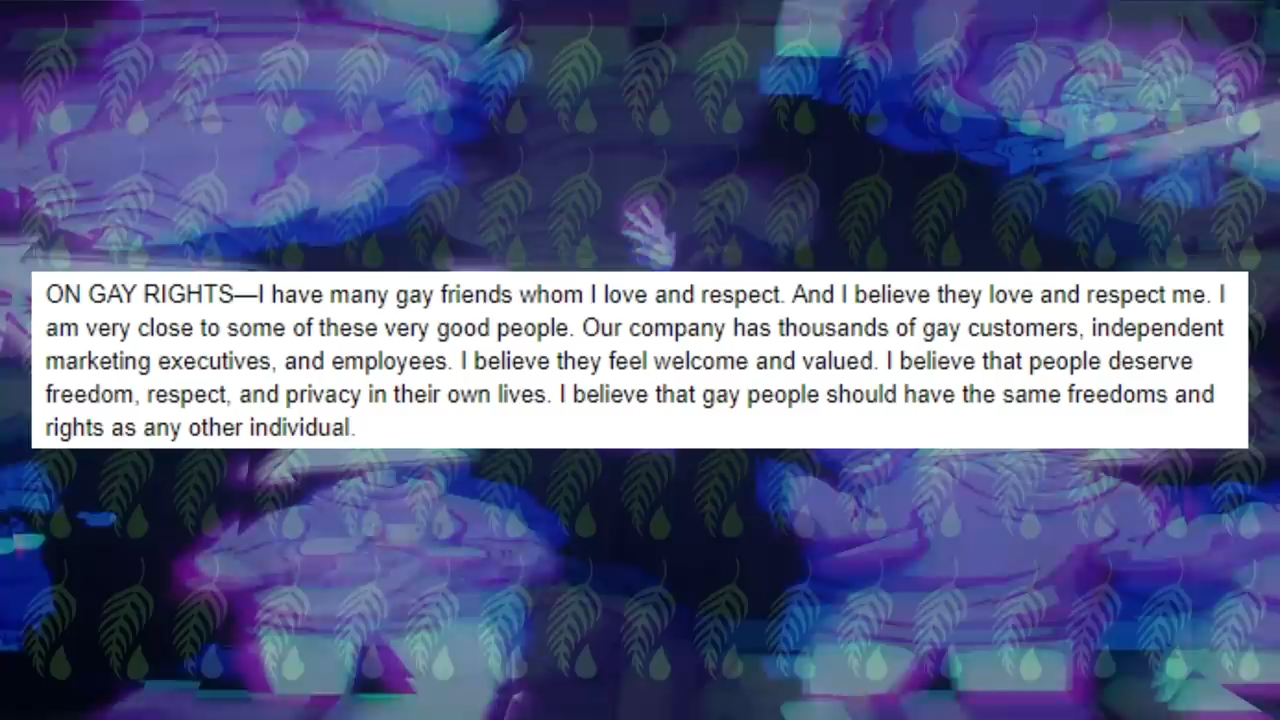 ON GAY RIGHTS—I have many gay friends whom I love and respect. And I believe they love and respect me. I
am very close to some of these very good people. Our company has thousands of gay customers, independent
marketing executives, and employees. I believe they feel welcome and valued. I believe that people deserve
freedom, respect, and privacy in their own lives. I believe that gay people should have the same freedoms and
rights as any other individual.